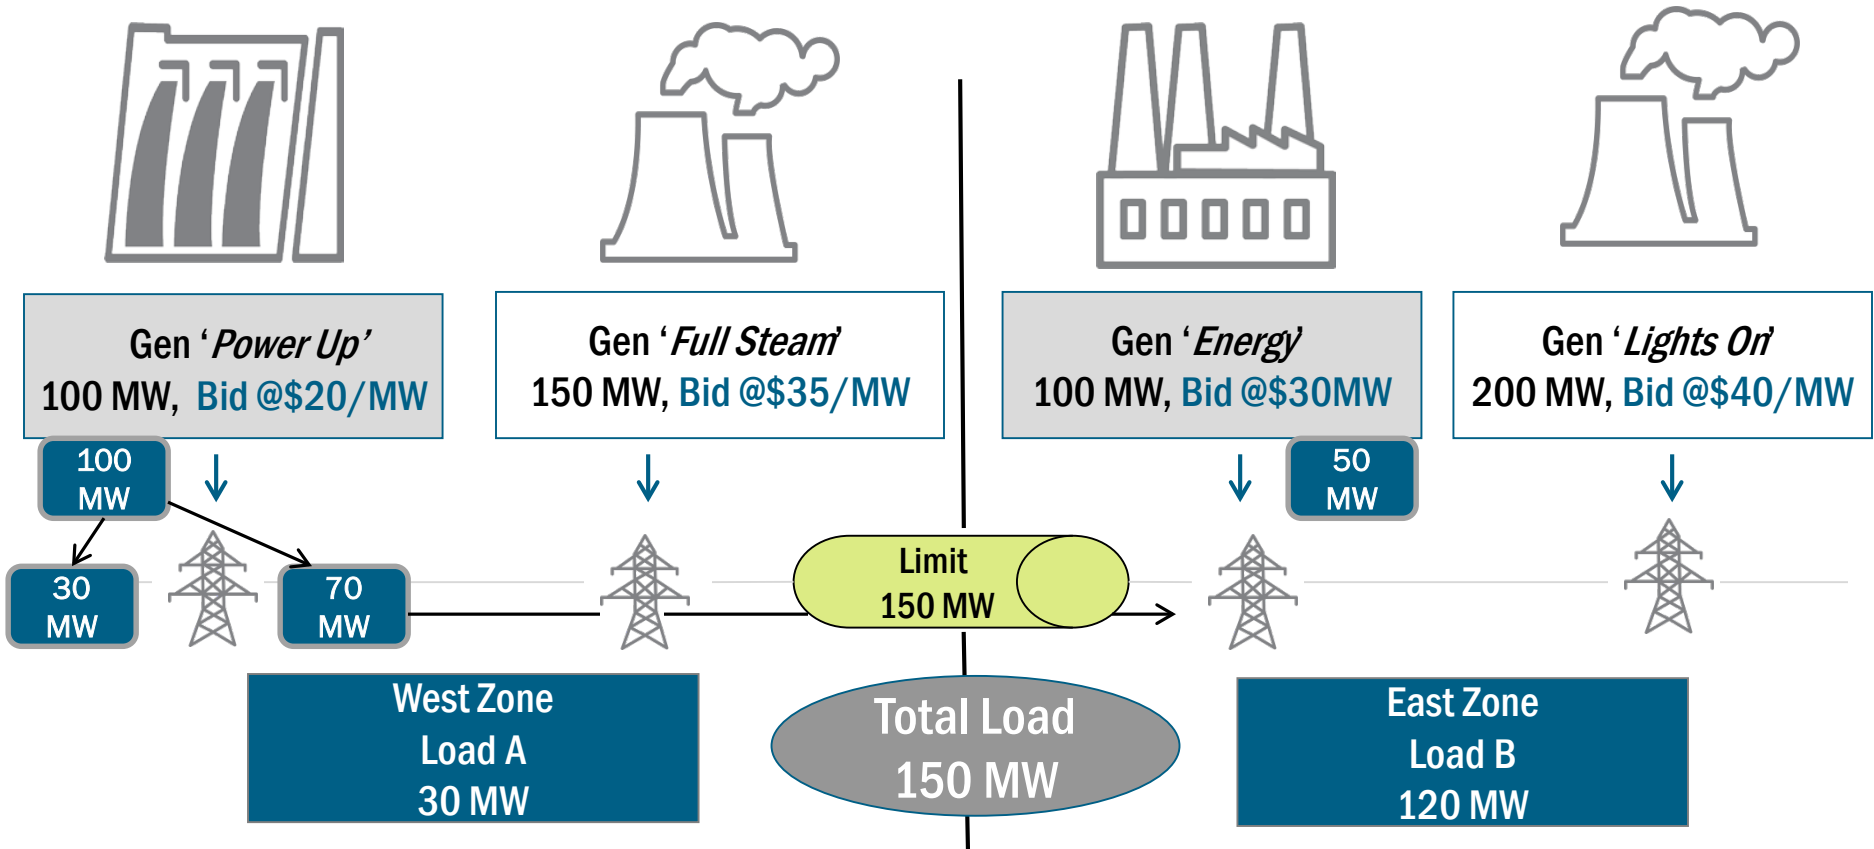 Gen ‘Power Up’
100 MW, Bid @$20/MW
Gen ‘Full Steam’
150 MW, Bid @$35/MW
Gen ‘Energy’
100 MW, Bid @$30MW
Gen ‘Lights On’
200 MW, Bid @$40/MW
100
MW
50
MW
30
MW
70
MW
Limit
150 MW
West Zone
Load A
30 MW
Total Load
150 MW
East Zone
Load B
120 MW